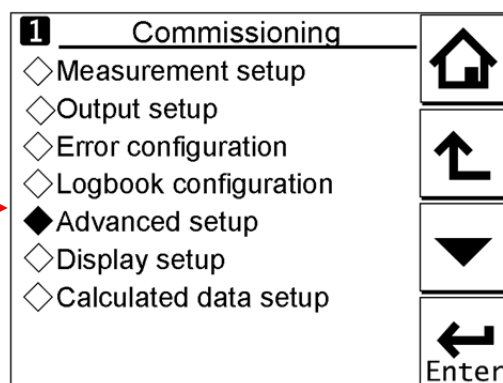 1 Commissioning
Measurement setup
Output setup
Error configuration
Logbook configuration
Advanced setup
Display setup
Calculated data setup
Enter